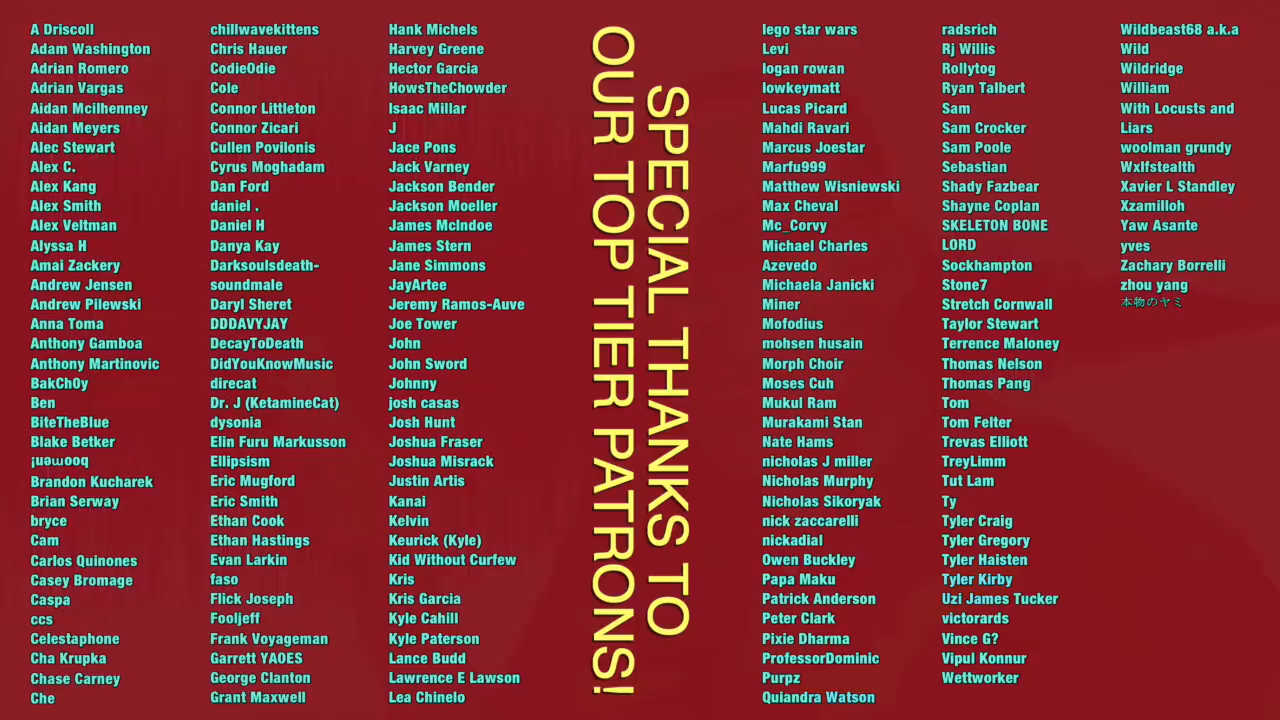 A Driscoll
Adam Washington
Adrian Romero
Adrian Vargas
Aidan Mcilhenney
Aidan Meyers
Alec Stewart
Alex C.
Alex Kang
Alex Smith
Alex Veltman
Alyssa H
Amai Zackery
Andrew Jensen
Andrew Pilewski
Anna Toma
Anthony Gamboa
Anthony Martinovic
BakCh0y
Ben
BiteTheBlue
Blake Betker
¡uǝɯooq
Brandon Kucharek
Brian Serway
bryce
Cam
Carlos Quinones
Casey Bromage
Caspa
ccs
Celestaphone
Cha Krupka
Chase Carney
Che
chillwavekittens
Chris Hauer
CodieOdie
Cole
Connor Littleton
Connor Zicari
Cullen Povilonis
Cyrus Moghadam
Dan Ford
daniel .
Daniel H
Danya Kay
Darksoulsdeath-
soundmale
Daryl Sheret
DDDAVYJAY
DecayToDeath
DidYouKnowMusic
direcat
Dr. J (KetamineCat)
dysonia
Elin Furu Markusson
Ellipsism
Eric Mugford
Eric Smith
Ethan Cook
Ethan Hastings
Evan Larkin
faso
Flick Joseph
Fooljeff
Frank Voyageman
Garrett YAOES
George Clanton
Grant Maxwell
Hank Michels
Harvey Greene
Hector Garcia
HowsTheChowder
Isaac Millar
J
Jace Pons
Jack Varney
Jackson Bender
Jackson Moeller
James McIndoe
James Stern
Jane Simmons
JayArtee
Jeremy Ramos-Auve
Joe Tower
John
John Sword
Johnny
josh casas
Josh Hunt
Joshua Fraser
Joshua Misrack
Justin Artis
Kanai
Kelvin
Keurick (Kyle)
Kid Without Curfew
Kris
Kris Garcia
Kyle Cahill
Kyle Paterson
Lance Budd
Lawrence E Lawson
Lea Chinelo
SPECIAL THANKS TO
OUR TOP TIER PATRONS!
lego star wars
Levi
logan rowan
lowkeymatt
Lucas Picard
Mahdi Ravari
Marcus Joestar
Marfu999
Matthew Wisniewski
Max Cheval
Mc_Corvy
Michael Charles
Azevedo
Michaela Janicki
Miner
Mofodius
mohsen husain
Morph Choir
Moses Cuh
Mukul Ram
Murakami Stan
Nate Hams
nicholas J miller
Nicholas Murphy
Nicholas Sikoryak
nick zaccarelli
nickadial
Owen Buckley
Papa Maku
Patrick Anderson
Peter Clark
Pixie Dharma
ProfessorDominic
Purpz
Quiandra Watson
radsrich
Rj Willis
Rollytog
Ryan Talbert
Sam
Sam Crocker
Sam Poole
Sebastian
Shady Fazbear
Shayne Coplan
SKELETON BONE
LORD
Sockhampton
Stone7
Stretch Cornwall
Taylor Stewart
Terrence Maloney
Thomas Nelson
Thomas Pang
Tom
Tom Felter
Trevas Elliott
TreyLimm
Tut Lam
Ty
Tyler Craig
Tyler Gregory
Tyler Haisten
Tyler Kirby
Uzi James Tucker
victorards
Vince G?
Vipul Konnur
Wettworker
Wildbeast68 a.k.a
Wild
Wildridge
William
With Locusts and
Liars
woolman grundy
Wxlfstealth
Xavier L Standley
Xzamilloh
Yaw Asante
yves
Zachary Borrelli
zhou yang
本物のヤミ